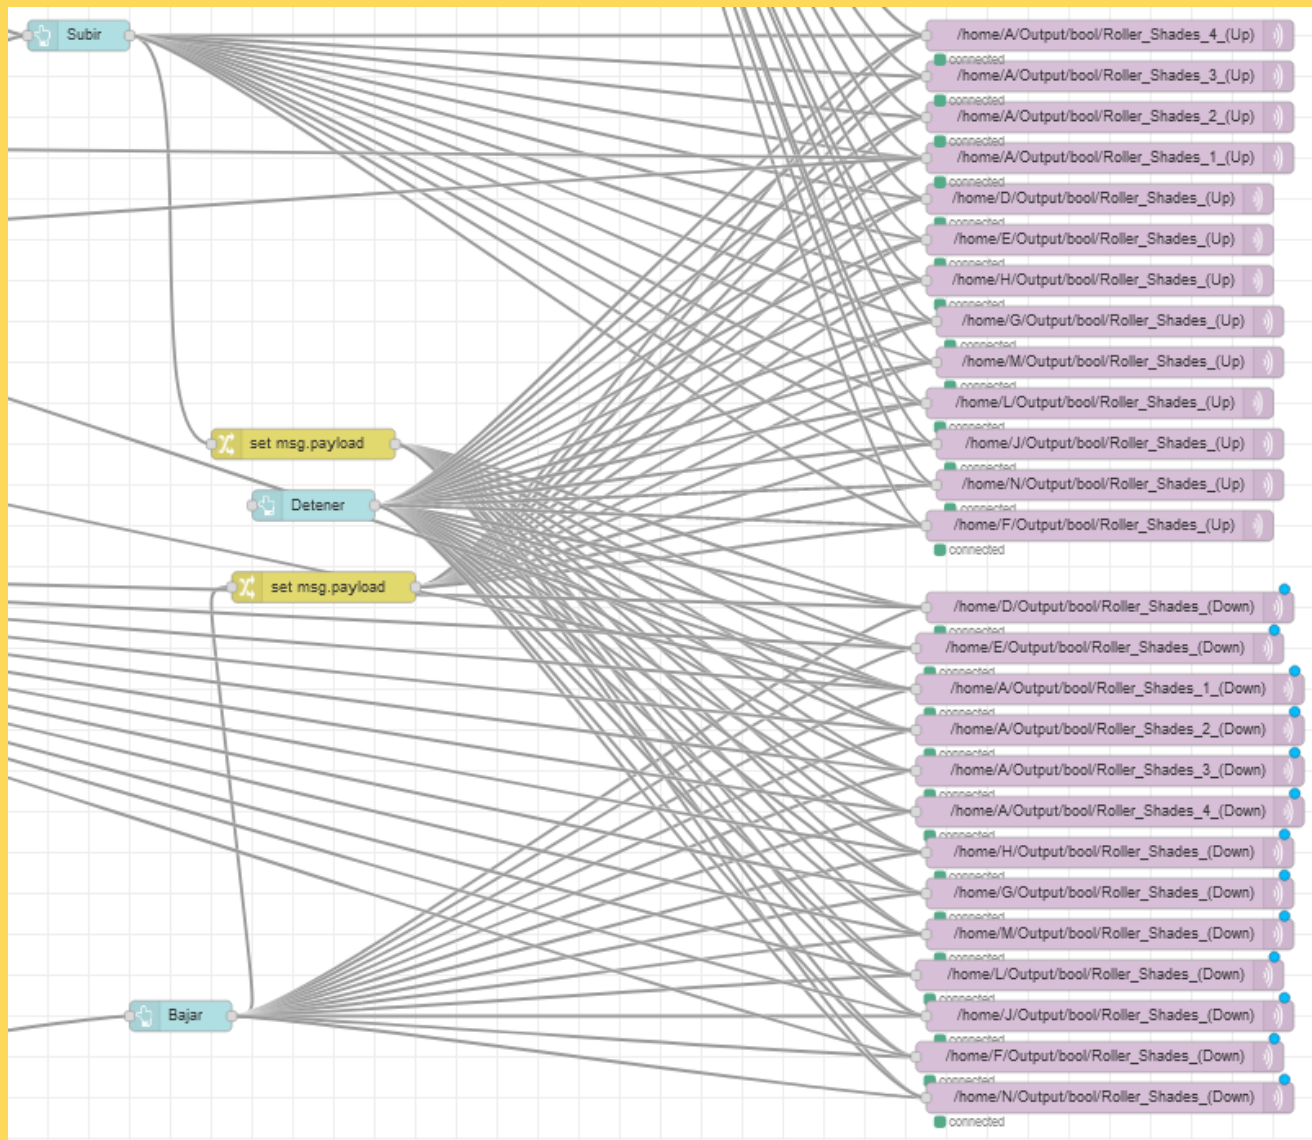 Subir
/home/A/Output/bool/Roller_Shades_4_(Up)
connected
/home/A/Output/bool/Roller_Shades_3_(Up)
connected
/home/A/Output/bool/Roller_Shades_2_(Up)
connected
/home/A/Output/bool/Roller_Shades_1_(Up)
connected
/home/D/Output/bool/Roller_Shades_(Up)
connected
/home/E/Output/bool/Roller_Shades_(Up)
connected
/home/H/Output/bool/Roller_Shades_(Up)
connected
/home/G/Output/bool/Roller_Shades_(Up)
connected
/home/M/Output/bool/Roller_Shades_(Up)
connected
/home/L/Output/bool/Roller_Shades_(Up)
connected
/home/J/Output/bool/Roller_Shades_(Up)
connected
/home/N/Output/bool/Roller_Shades_(Up)
connected
/home/F/Output/bool/Roller_Shades_(Up)
connected
set msg.payload
Detener
set msg.payload
/home/D/Output/bool/Roller_Shades_(Down)
connected
/home/E/Output/bool/Roller_Shades_(Down)
connected
/home/A/Output/bool/Roller_Shades_1_(Down)
connected
/home/A/Output/bool/Roller_Shades_2_(Down)
connected
/home/A/Output/bool/Roller_Shades_3_(Down)
connected
/home/A/Output/bool/Roller_Shades_4_(Down)
connected
/home/H/Output/bool/Roller_Shades_(Down)
connected
/home/G/Output/bool/Roller_Shades_(Down)
connected
/home/M/Output/bool/Roller_Shades_(Down)
connected
/home/L/Output/bool/Roller_Shades_(Down)
connected
/home/J/Output/bool/Roller_Shades_(Down)
connected
/home/F/Output/bool/Roller_Shades_(Down)
connected
/home/N/Output/bool/Roller_Shades_(Down)
connected
Bajar